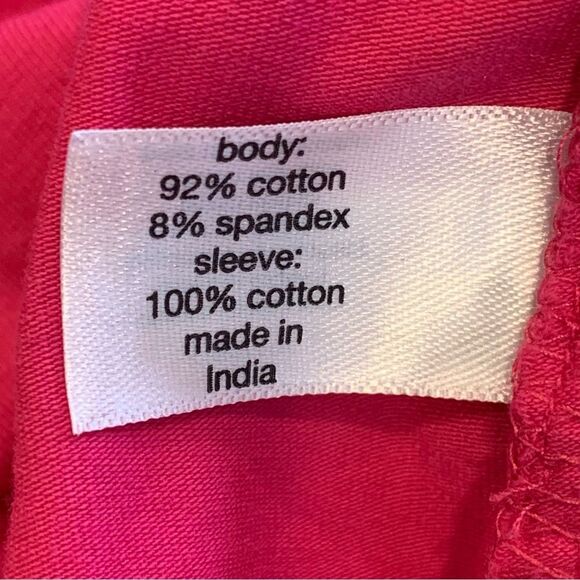 body:
92% cotton
8% spandex
sleeve:
100% cotton
made in
India